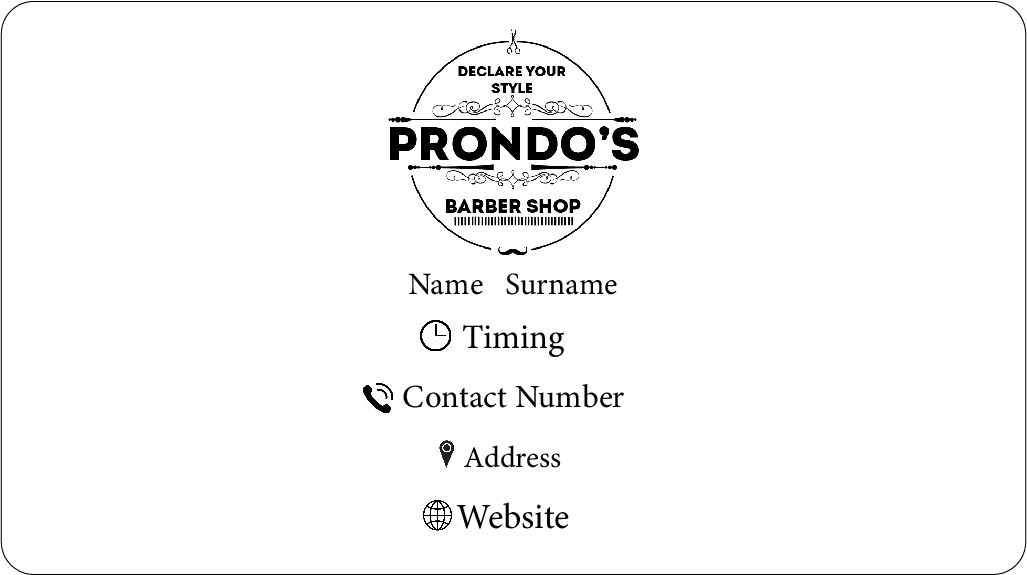 DECLARE YOUR
STYLE
PRONDO'S
BARBER SHOP
Name Surname
Timing
Contact Number
Address
Website